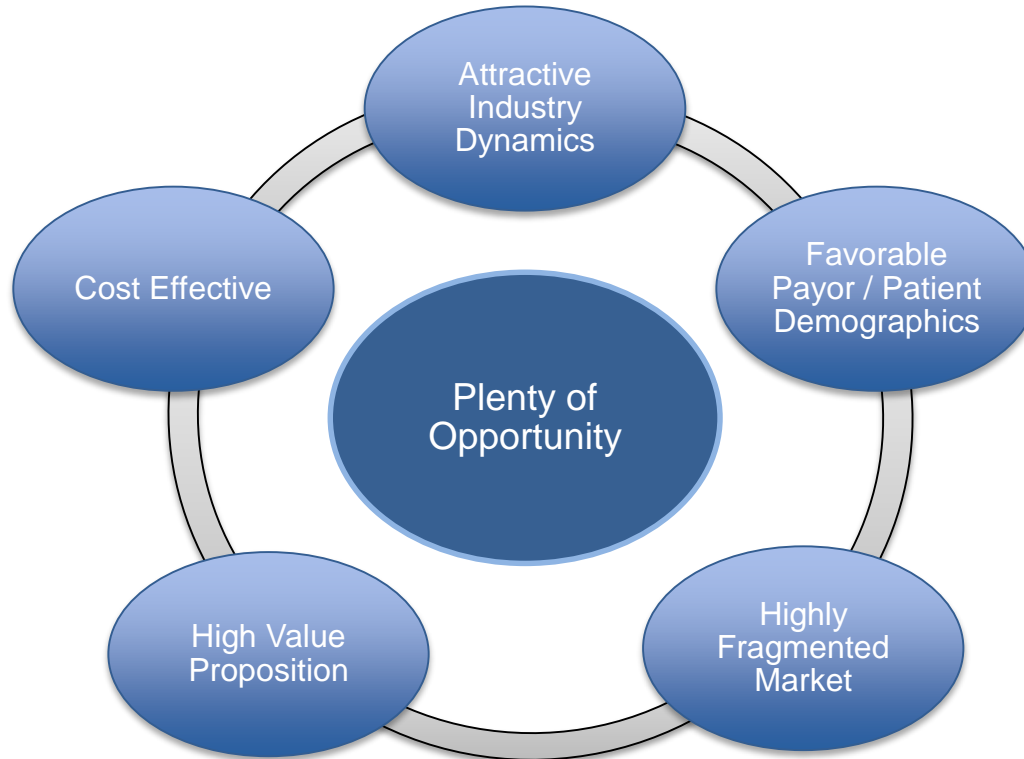 Attractive
Industry
Dynamics
Favorable
Payor / Patient
Demographics
Highly
Fragmented
Market
High Value
Proposition
Cost Effective
Plenty of
Opportunity